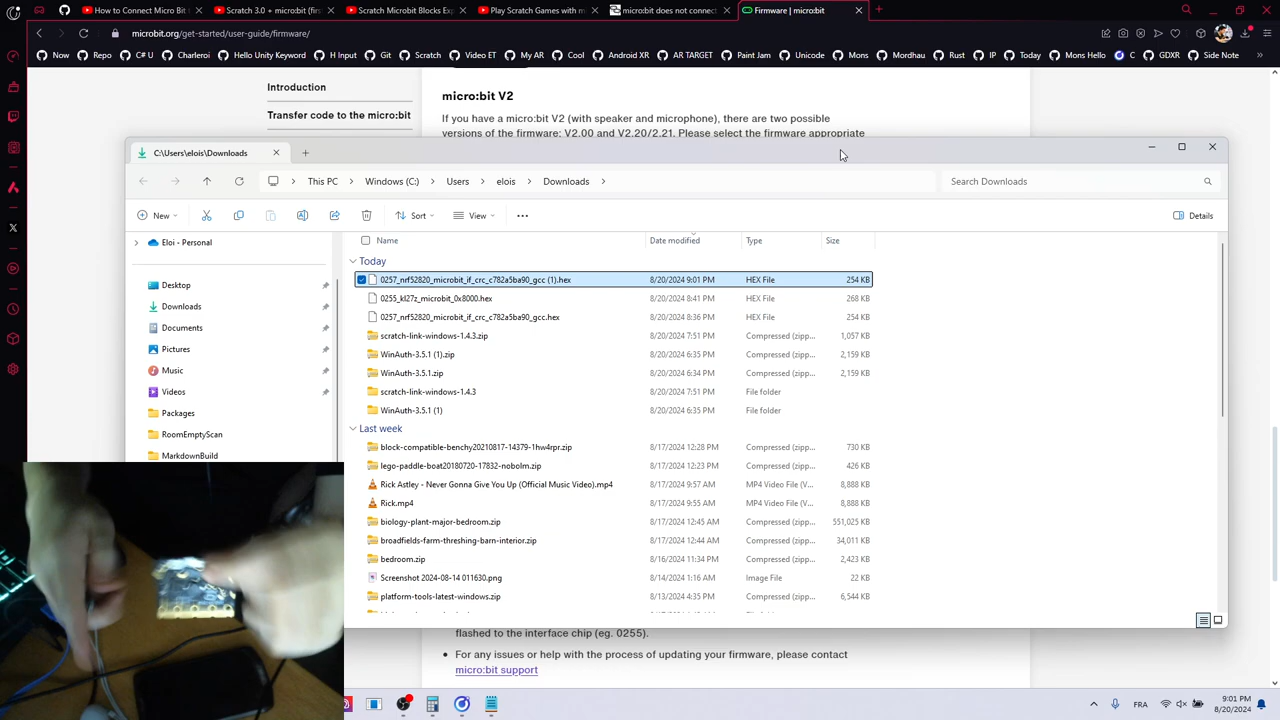 How to Connect Micro Bit
Scratch 3.0 + microbit (fir
Scratch Microbit Blocks Ex
Play Scratch Games with m
microbit does not connect
Firmware | microbit
microbit.org/get-started/user-guide/firmware/
Now
Repo
C# U
Charleroi
H Input
Git
Scratch
Video ET
My AR
Cool
Android XR
AR TARGET
Paint Jam
Unicode
Mons
Mordhau
Rust
IP
Today
Mons Hello
C
GDXR
Side Note
Introduction
Transfer code to the micro:bit
micro:bit V2
If you have a micro:bit V2 (with speaker and microphone), there are two possible
versions of the firmware: V2.00 and V2.20/2.21. Please select the firmware appropriate
C:\Users\elois\Downloads
This PC > Windows (C:) > Users > elois > Downloads >
Search Downloads
New
Sort
View
Details
Eloi - Personal
Desktop
Downloads
Documents
Pictures
Music
Videos
Packages
RoomEmptyScan
MarkdownBuild
Name Date modified Type Size
Today
0257_nrf52820_microbit_if_crc_c782a5ba90_gcc (1).hex 8/20/2024 9:01 PM HEX File 254 KB
0255_kl27z_microbit_0x8000.hex 8/20/2024 8:41 PM HEX File 268 KB
0257_nrf52820_microbit_if_crc_c782a5ba90_gcc.hex 8/20/2024 8:36 PM HEX File 254 KB
scratch-link-windows-1.4.3.zip 8/20/2024 7:51 PM Compressed (zipp... 1,057 KB
WinAuth-3.5.1 (1).zip 8/20/2024 6:35 PM Compressed (zipp... 2,159 KB
WinAuth-3.5.1.zip 8/20/2024 6:34 PM Compressed (zipp... 2,159 KB
scratch-link-windows-1.4.3 8/20/2024 7:51 PM File folder
WinAuth-3.5.1 (1) 8/20/2024 6:35 PM File folder
Last week
block-compatible-benchy20210817-14379-1hw4rpr.zip 8/17/2024 12:28 PM Compressed (zipp... 730 KB
lego-paddle-boat20180720-17832-nobolm.zip 8/17/2024 12:23 PM Compressed (zipp... 426 KB
Rick Astley - Never Gonna Give You Up (Official Music Video).mp4 8/17/2024 9:57 AM MP4 Video File (V... 8,888 KB
Rick.mp4 8/17/2024 9:55 AM MP4 Video File (V... 8,888 KB
biology-plant-major-bedroom.zip 8/17/2024 12:45 AM Compressed (zipp... 551,025 KB
broadfields-farm-threshing-barn-interior.zip 8/17/2024 12:44 AM Compressed (zipp... 34,011 KB
bedroom.zip 8/16/2024 11:34 PM Compressed (zipp... 2,423 KB
Screenshot 2024-08-14 011630.png 8/14/2024 1:16 AM Image File 22 KB
platform-tools-latest-windows.zip 8/13/2024 4:35 PM Compressed (zipp... 6,544 KB
flashed to the interface chip (eg. 0255).
For any issues or help with the process of updating your firmware, please contact
micro:bit support
FRA
9:01 PM
8/20/2024